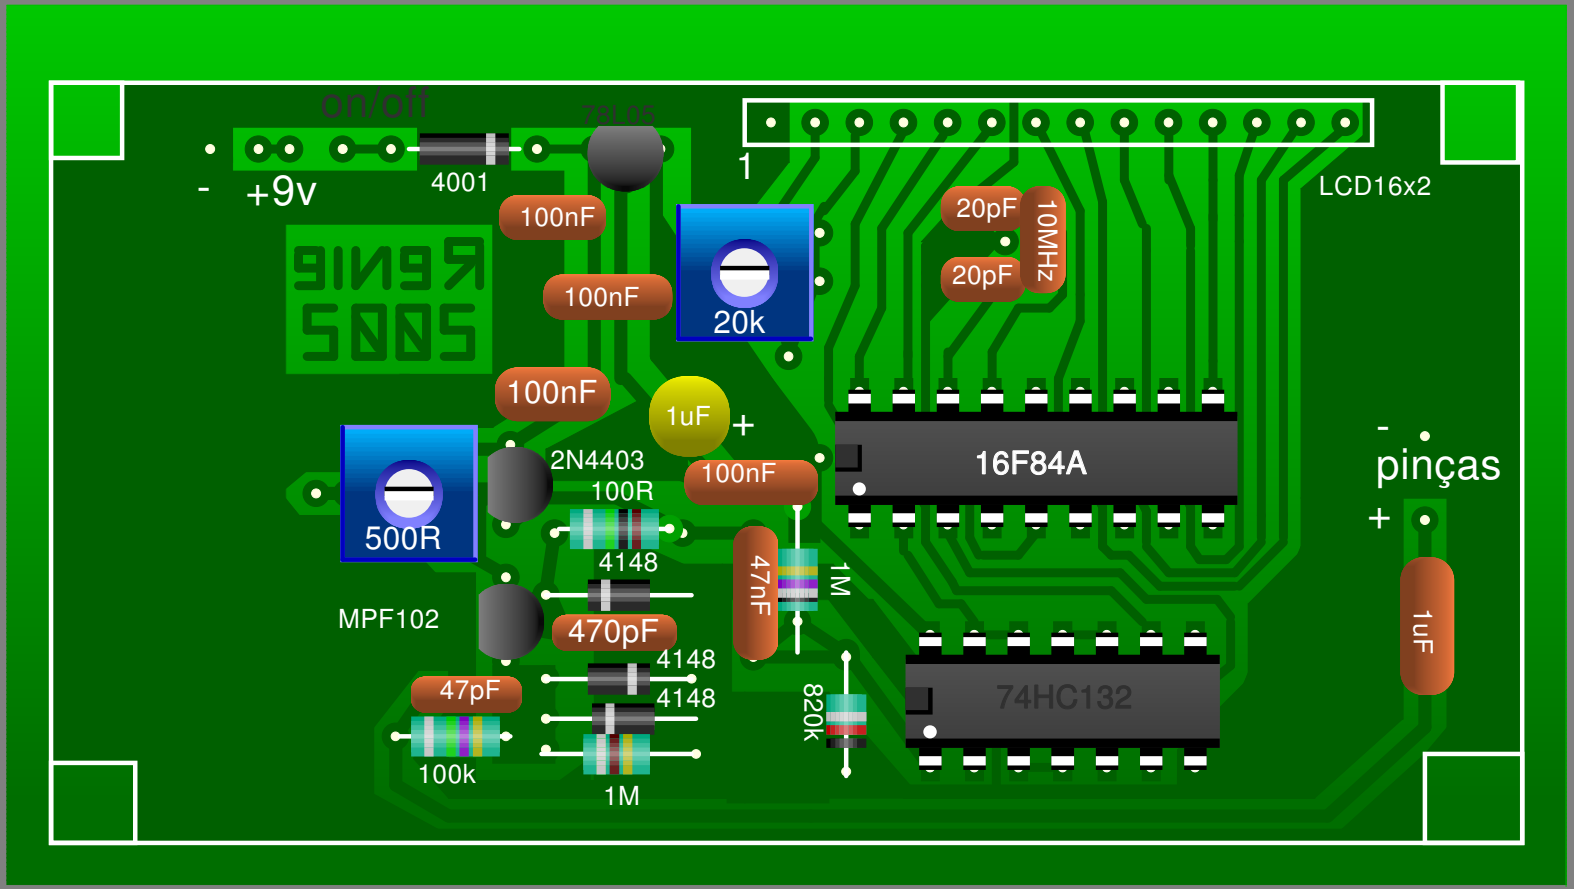 on/off
78L05
1
- +9v
4001
LCD16x2
100nF
20pF
10MHz
100nF
20pF
20k
100nF
1uF +
2N4403
100R
100nF
16F84A
-
pinças
+
500R
4148
47nF
1M
MPF102
470pF
4148
1uF
47pF
4148
820k
74HC132
100k
1M